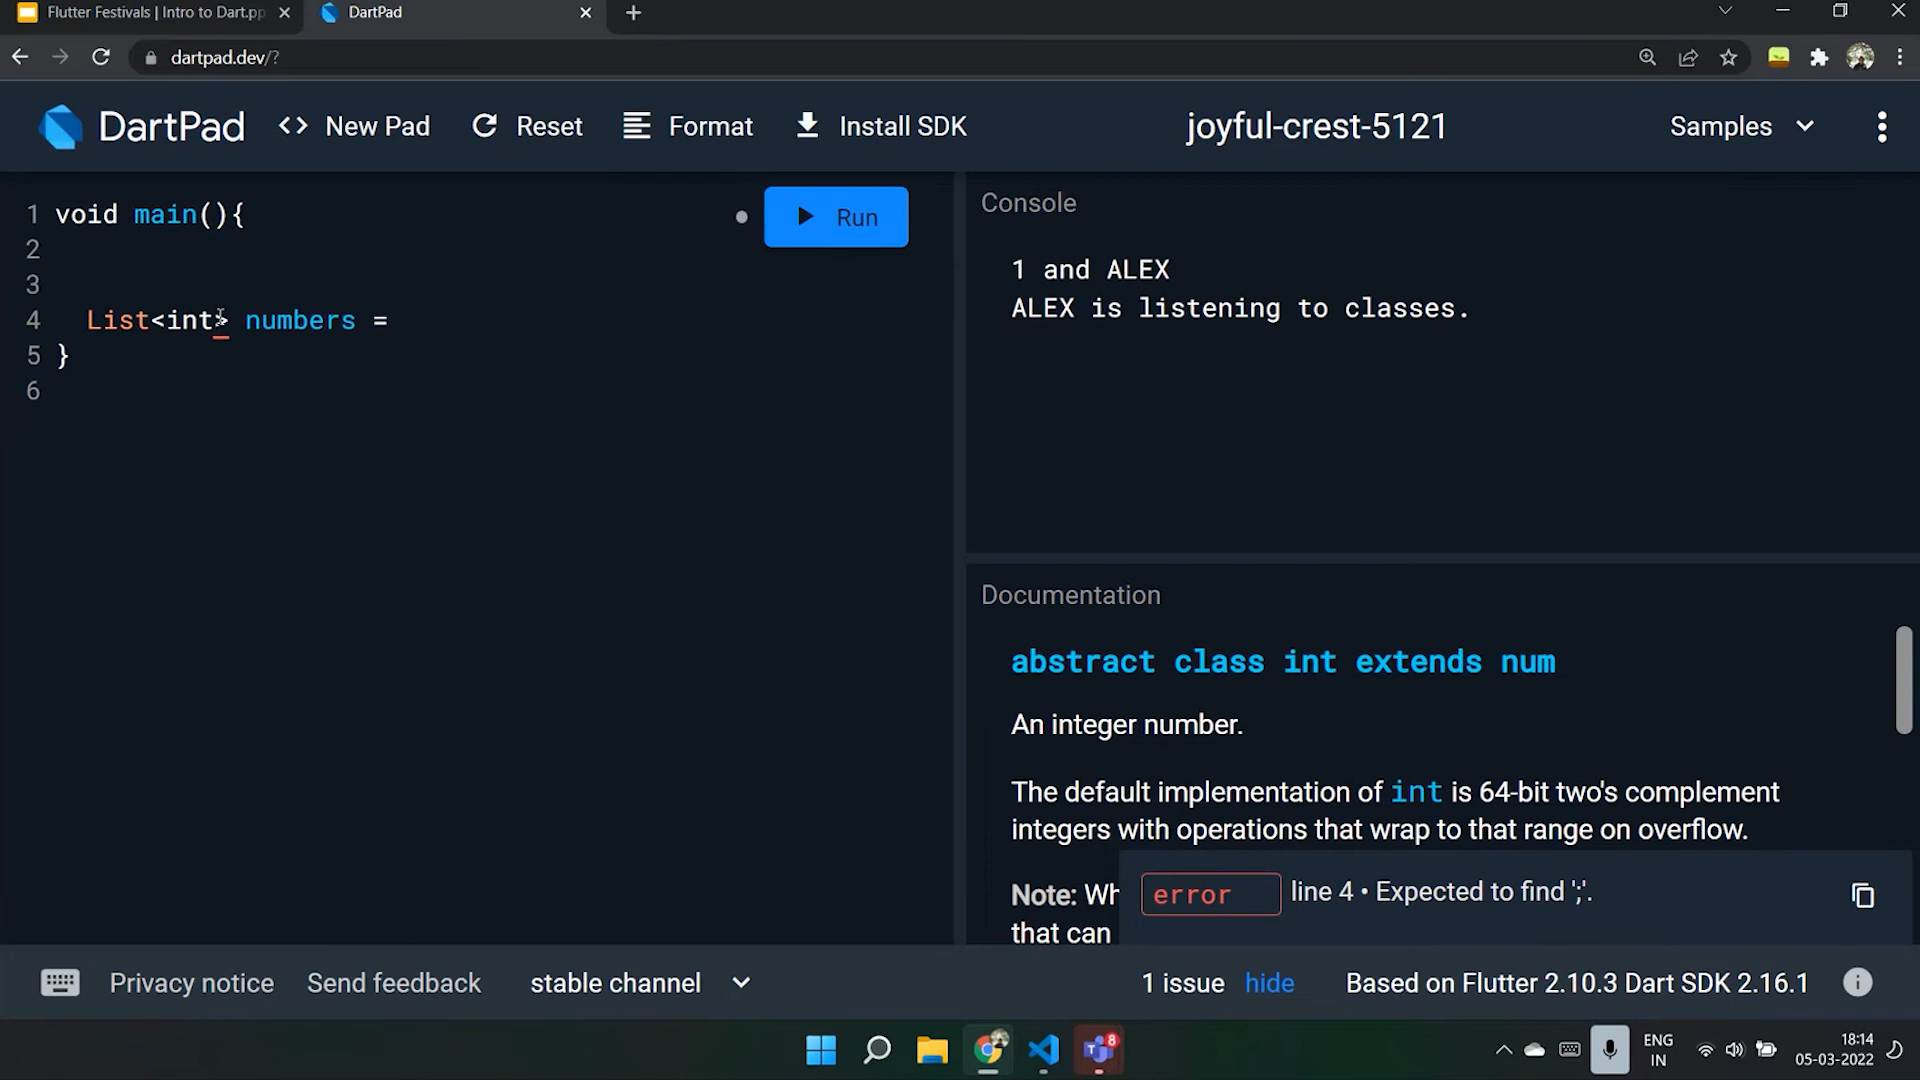 Flutter Festivals | Intro to Dart.pp
DartPad
dartpad.dev/?
DartPad
<> New Pad
Reset
Format
Install SDK
joyful-crest-5121
Samples
1 void main(){
2
3
4 List<int> numbers =
5 }
6
Run
Console
1 and ALEX
ALEX is listening to classes.
Documentation
abstract class int extends num
An integer number.
The default implementation of int is 64-bit two's complement
integers with operations that wrap to that range on overflow.
Note: Wh
that can
error line 4 • Expected to find ';'.
Privacy notice
Send feedback
stable channel
1 issue hide
Based on Flutter 2.10.3 Dart SDK 2.16.1
8
ENG
IN
18:14
05-03-2022